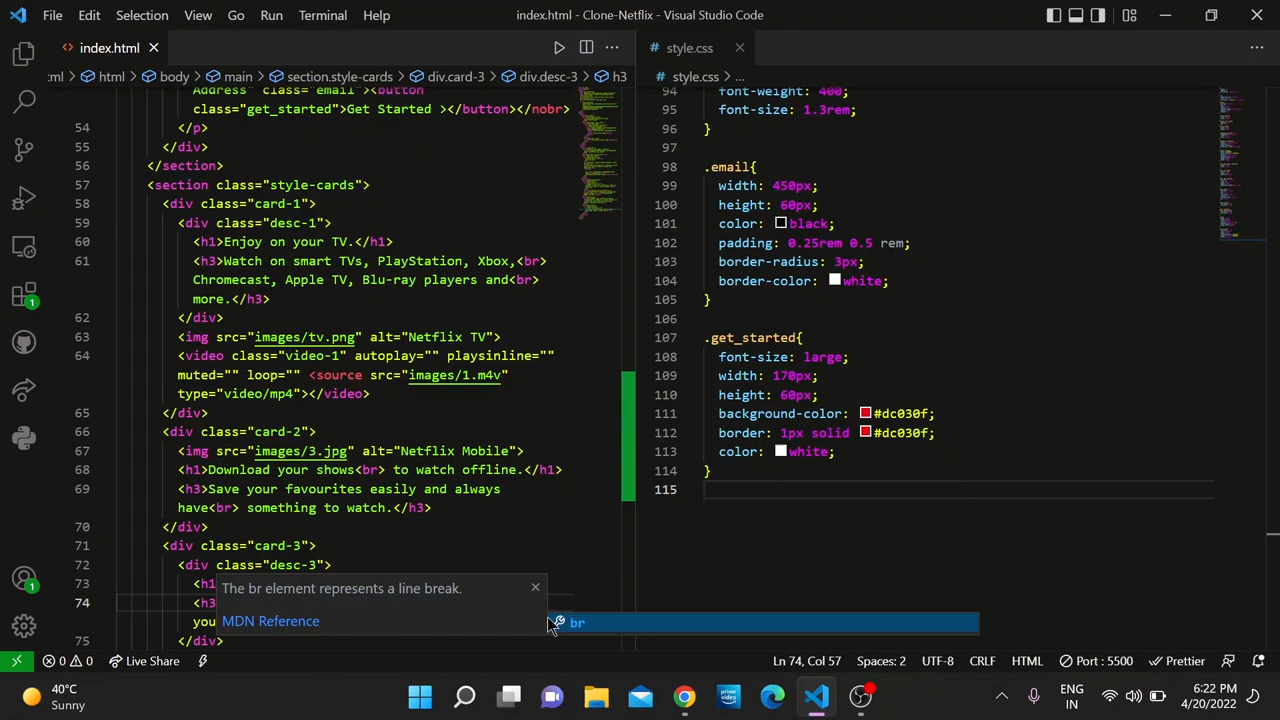 File Edit Selection View Go Run Terminal Help index.html - Clone-Netflix - Visual Studio Code
index.html
# style.css
ml > html > body > main > section.style-cards > div.card-3 > div.desc-3 > h3
# style.css > ...
Address" class="email"><button
class="get_started">Get Started ></button></nobr>
54 </p>
55 </div>
56 </section>
57 <section class="style-cards">
58 <div class="card-1">
59 <div class="desc-1">
60 <h1>Enjoy on your TV.</h1>
61 <h3>Watch on smart TVs, PlayStation, Xbox,<br>
Chromecast, Apple TV, Blu-ray players and<br>
more.</h3>
62 </div>
63 <img src="images/tv.png" alt="Netflix TV">
64 <video class="video-1" autoplay="" playsinline=""
muted="" loop="" <source src="images/1.m4v"
type="video/mp4"></video>
65 </div>
66 <div class="card-2">
67 <img src="images/3.jpg" alt="Netflix Mobile">
68 <h1>Download your shows<br> to watch offline.</h1>
69 <h3>Save your favourites easily and always
have<br> something to watch.</h3>
70 </div>
71 <div class="card-3">
72 <div class="desc-3">
73 <h1
74 <h3
you
75 </div>
The br element represents a line break.
MDN Reference
br
94 font-weight: 400;
95 font-size: 1.3rem;
96 }
97
98 .email{
99 width: 450px;
100 height: 60px;
101 color: black;
102 padding: 0.25rem 0.5 rem;
103 border-radius: 3px;
104 border-color: white;
105 }
106
107 .get_started{
108 font-size: large;
109 width: 170px;
110 height: 60px;
111 background-color: #dc030f;
112 border: 1px solid #dc030f;
113 color: white;
114 }
115
1
1
0 0 Live Share Ln 74, Col 57 Spaces: 2 UTF-8 CRLF HTML Port : 5500 Prettier
40°C
Sunny
prime video
ENG
IN
6:22 PM
4/20/2022